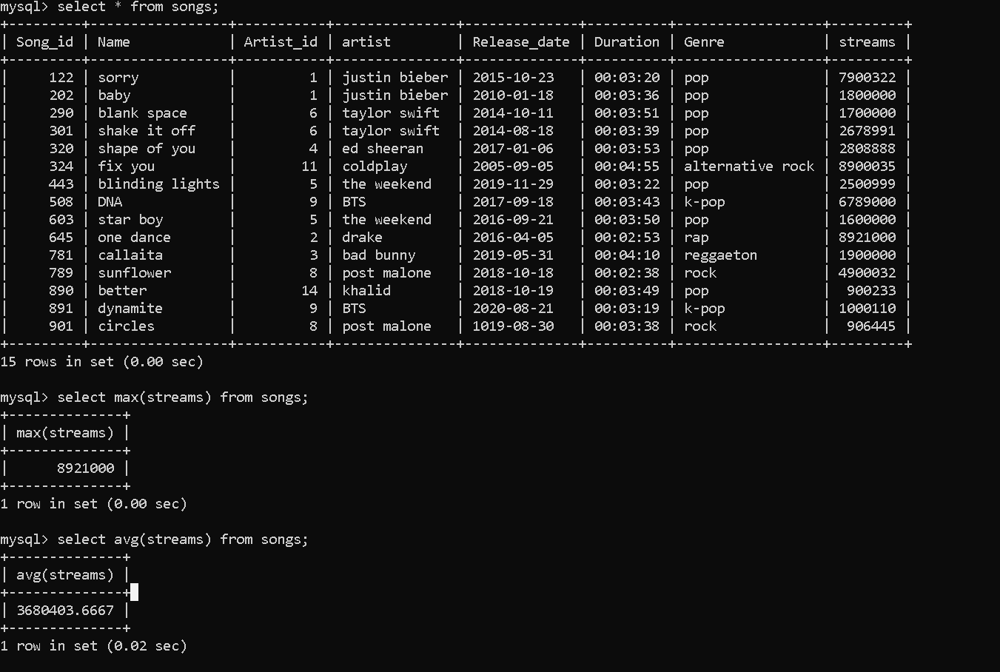 mysql> select * from songs;
+---------+------------------+-----------+---------------+--------------+----------+------------------+---------+
| Song_id | Name             | Artist_id | artist        | Release_date | Duration | Genre            | streams |
+---------+------------------+-----------+---------------+--------------+----------+------------------+---------+
|     122 | sorry            |         1 | justin bieber | 2015-10-23   | 00:03:20 | pop              | 7900322 |
|     202 | baby             |         1 | justin bieber | 2010-01-18   | 00:03:36 | pop              | 1800000 |
|     290 | blank space      |         6 | taylor swift  | 2014-10-11   | 00:03:51 | pop              | 1700000 |
|     301 | shake it off     |         6 | taylor swift  | 2014-08-18   | 00:03:39 | pop              | 2678991 |
|     320 | shape of you     |         4 | ed sheeran    | 2017-01-06   | 00:03:53 | pop              | 2808888 |
|     324 | fix you          |        11 | coldplay      | 2005-09-05   | 00:04:55 | alternative rock | 8900035 |
|     443 | blinding lights  |         5 | the weekend   | 2019-11-29   | 00:03:22 | pop              | 2500999 |
|     508 | DNA              |         9 | BTS           | 2017-09-18   | 00:03:43 | k-pop            | 6789000 |
|     603 | star boy         |         5 | the weekend   | 2016-09-21   | 00:03:50 | pop              | 1600000 |
|     645 | one dance        |         2 | drake         | 2016-04-05   | 00:02:53 | rap              | 8921000 |
|     781 | callaita         |         3 | bad bunny     | 2019-05-31   | 00:04:10 | reggaeton        | 1900000 |
|     789 | sunflower        |         8 | post malone   | 2018-10-18   | 00:02:38 | rock             | 4900032 |
|     890 | better           |        14 | khalid        | 2018-10-19   | 00:03:49 | pop              |  900233 |
|     891 | dynamite         |         9 | BTS           | 2020-08-21   | 00:03:19 | k-pop            | 1000110 |
|     901 | circles          |         8 | post malone   | 1019-08-30   | 00:03:38 | rock             |  906445 |
+---------+------------------+-----------+---------------+--------------+----------+------------------+---------+
15 rows in set (0.00 sec)
mysql> select max(streams) from songs;
+--------------+
| max(streams) |
+--------------+
|      8921000 |
+--------------+
1 row in set (0.00 sec)
mysql> select avg(streams) from songs;
+--------------+
| avg(streams) |
+--------------+
| 3680403.6667 |
+--------------+
1 row in set (0.02 sec)